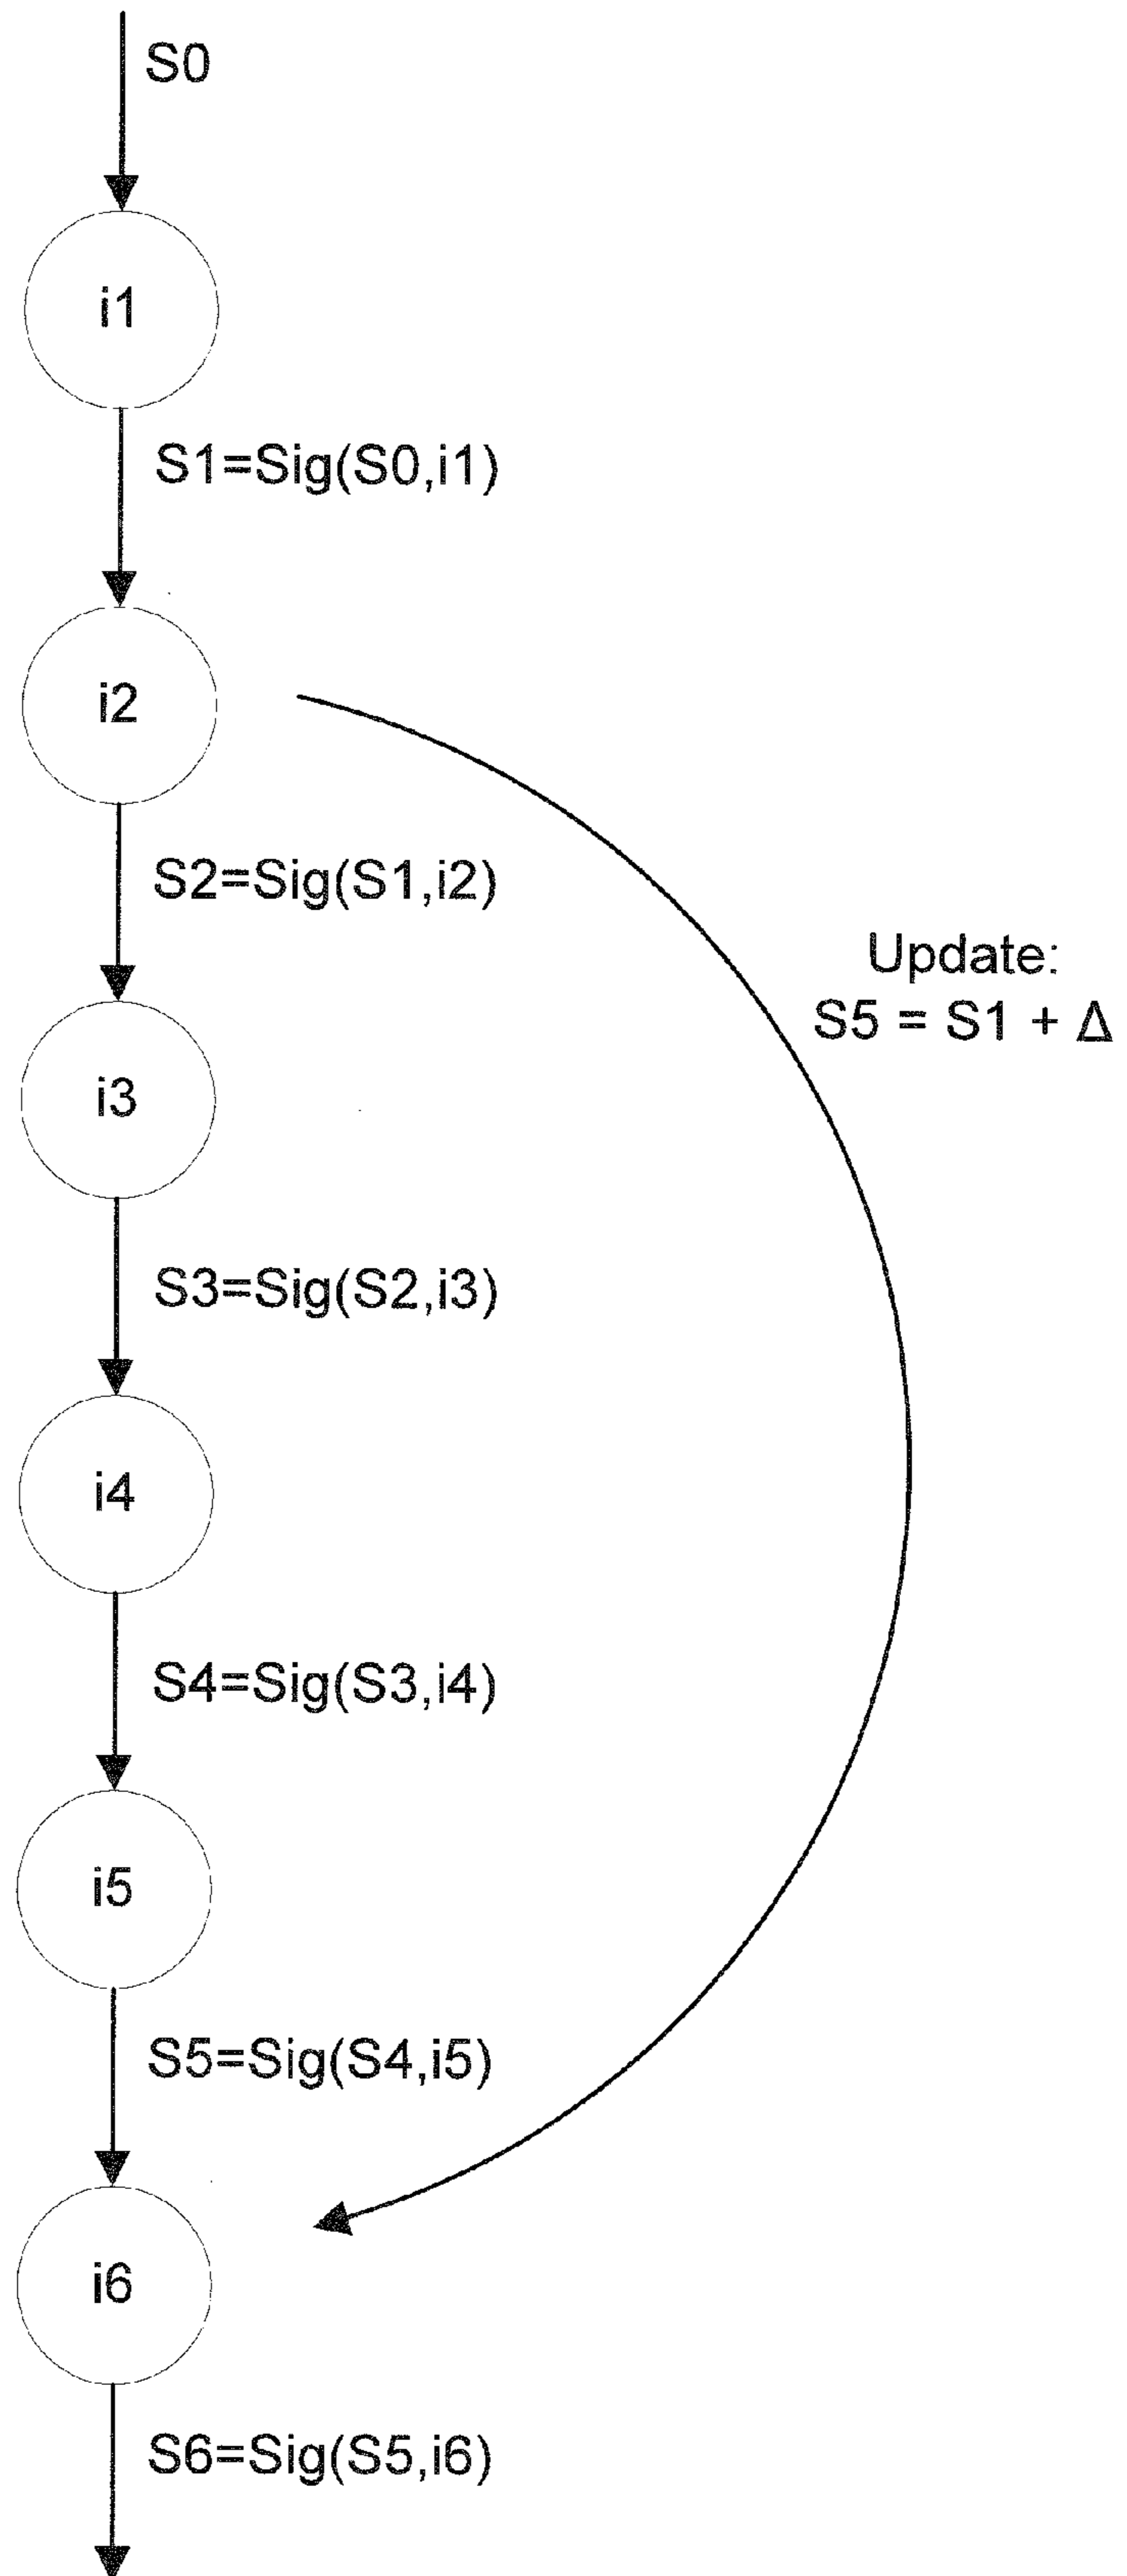 S0
i1
S1=Sig(S0,i1)
i2
S2=Sig(S1,i2)
Update:
S5 = S1 + Δ
i3
S3=Sig(S2,i3)
i4
S4=Sig(S3,i4)
i5
S5=Sig(S4,i5)
i6
S6=Sig(S5,i6)